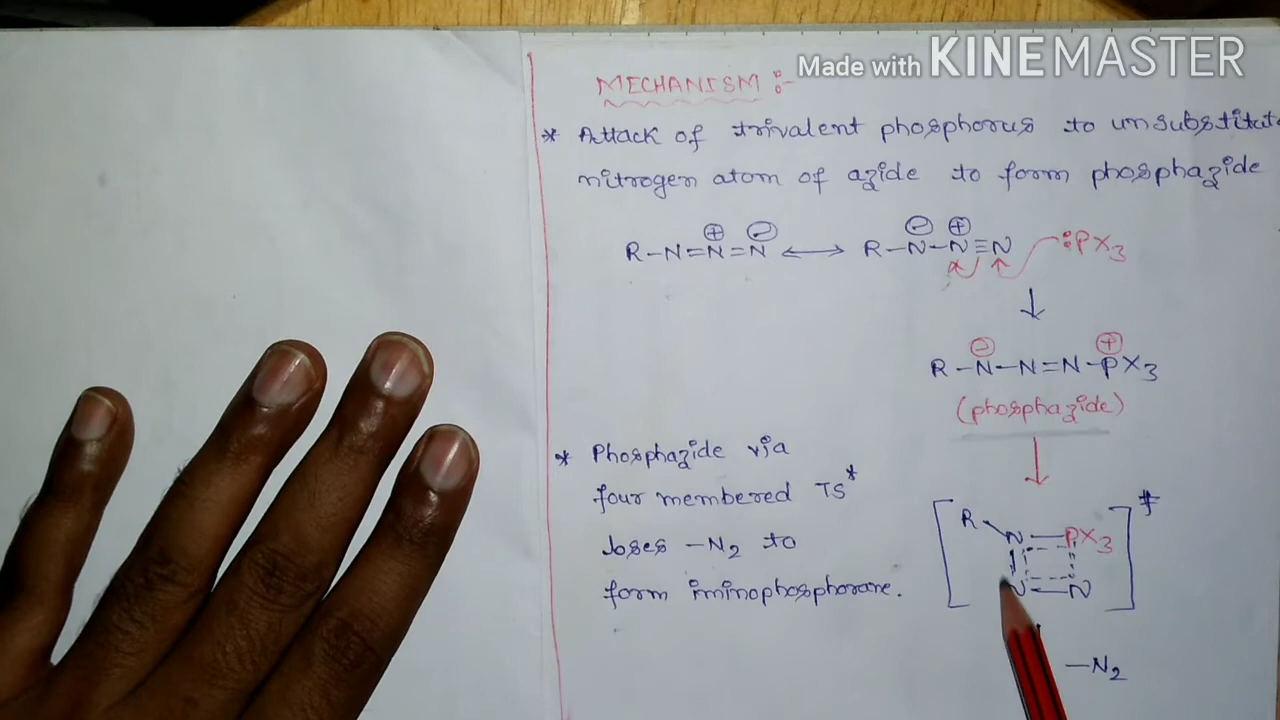 Made with KINEMASTER
MECHANISM :-
* Attack of trivalent phosphorus to unsubstitute
nitrogen atom of azide to form phosphazide
R-N=N⊕=N⊖ ⟷ R-N⊖-N⊕≡N :PX₃
↓
R-N⊖-N=N-P⊕X₃
(phosphazide)
↓
* Phosphazide via
four membered TS*
loses -N₂ to
form iminophosphorane.
[ R N PX₃ ]‡
N N
-N₂